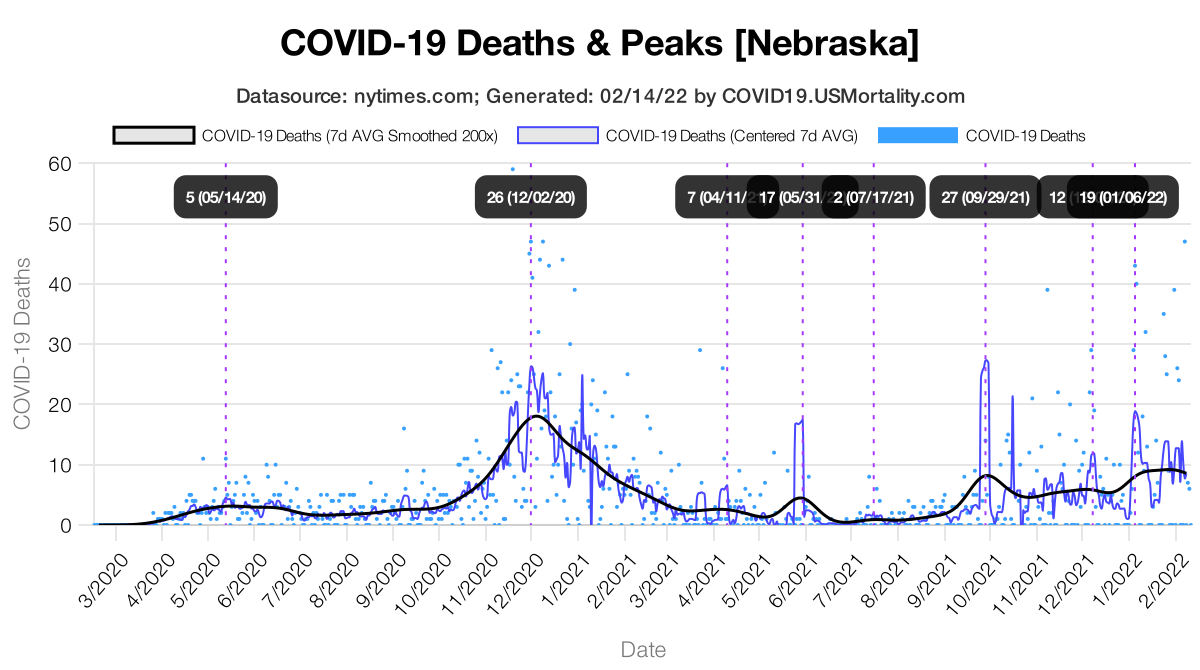 COVID-19 Deaths & Peaks [Nebraska]
Datasource: nytimes.com; Generated: 02/14/22 by COVID19.USMortality.com
COVID-19 Deaths (7d AVG Smoothed 200x) COVID-19 Deaths (Centered 7d AVG) COVID-19 Deaths
60
5 (05/14/20) 26 (12/02/20) 7 (04/11/21 17 (05/31/2 2 (07/17/21) 27 (09/29/21) 12 19 (01/06/22)
50
40
30
20
10
0
COVID-19 Deaths
3/2020 4/2020 5/2020 6/2020 7/2020 8/2020 9/2020 10/2020 11/2020 12/2020 1/2021 2/2021 3/2021 4/2021 5/2021 6/2021 7/2021 8/2021 9/2021 10/2021 11/2021 12/2021 1/2022 2/2022
Date